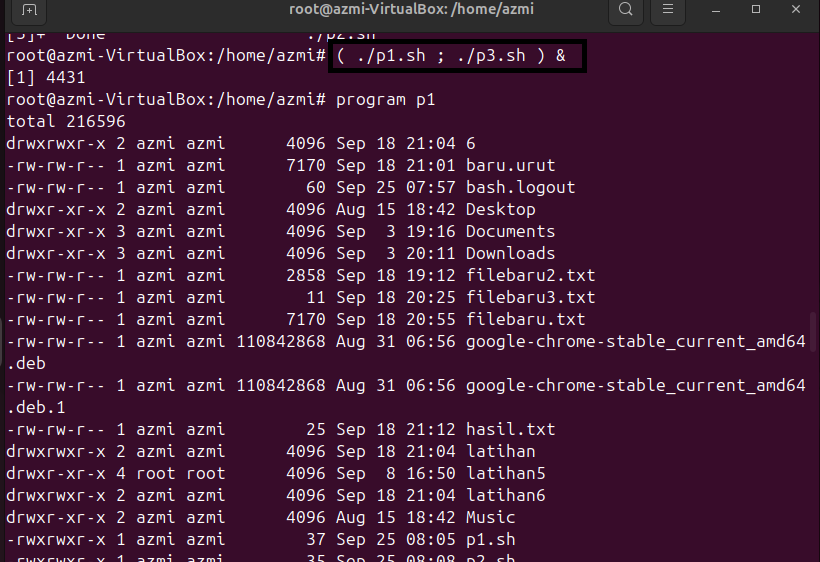 root@azmi-VirtualBox: /home/azmi
[3]+  Done                    ./p2.sh
root@azmi-VirtualBox:/home/azmi# ( ./p1.sh ; ./p3.sh ) &
[1] 4431
root@azmi-VirtualBox:/home/azmi# program p1
total 216596
drwxrwxr-x 2 azmi azmi      4096 Sep 18 21:04 6
-rw-rw-r-- 1 azmi azmi      7170 Sep 18 21:01 baru.urut
-rw-rw-r-- 1 azmi azmi        60 Sep 25 07:57 bash.logout
drwxr-xr-x 2 azmi azmi      4096 Aug 15 18:42 Desktop
drwxr-xr-x 3 azmi azmi      4096 Sep  3 19:16 Documents
drwxr-xr-x 3 azmi azmi      4096 Sep  3 20:11 Downloads
-rw-rw-r-- 1 azmi azmi      2858 Sep 18 19:12 filebaru2.txt
-rw-rw-r-- 1 azmi azmi        11 Sep 18 20:25 filebaru3.txt
-rw-rw-r-- 1 azmi azmi      7170 Sep 18 20:55 filebaru.txt
-rw-rw-r-- 1 azmi azmi 110842868 Aug 31 06:56 google-chrome-stable_current_amd64
.deb
-rw-rw-r-- 1 azmi azmi 110842868 Aug 31 06:56 google-chrome-stable_current_amd64
.deb.1
-rw-rw-r-- 1 azmi azmi        25 Sep 18 21:12 hasil.txt
drwxrwxr-x 2 azmi azmi      4096 Sep 18 21:04 latihan
drwxr-xr-x 4 root root      4096 Sep  8 16:50 latihan5
drwxrwxr-x 2 azmi azmi      4096 Sep 18 21:04 latihan6
drwxr-xr-x 2 azmi azmi      4096 Aug 15 18:42 Music
-rwxrwxr-x 1 azmi azmi        37 Sep 25 08:05 p1.sh
-rwxrwxr-x 1 azmi azmi        35 Sep 25 08:08 p2.sh